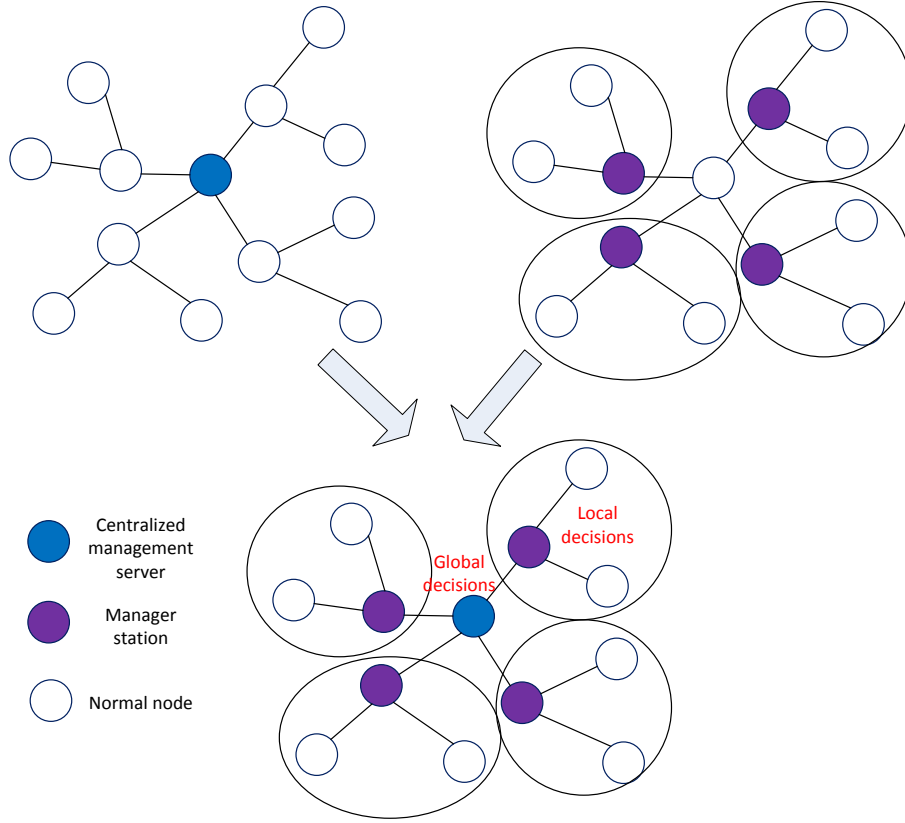 Local
decisions
Global
decisions
Centralized
management
server
Manager
station
Normal node